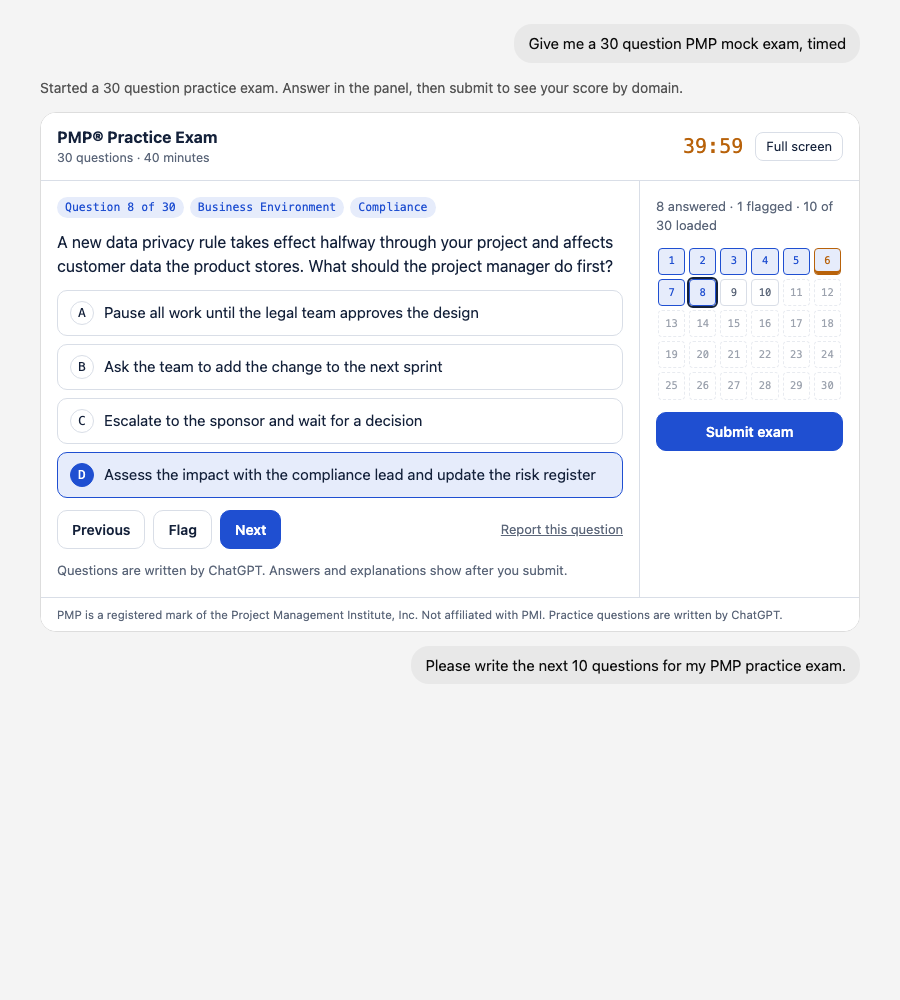 Give me a 30 question PMP mock exam, timed
Started a 30 question practice exam. Answer in the panel, then submit to see your score by domain.
PMP® Practice Exam
30 questions · 40 minutes
39:59
Full screen
Question 8 of 30
Business Environment
Compliance
A new data privacy rule takes effect halfway through your project and affects
customer data the product stores. What should the project manager do first?
A Pause all work until the legal team approves the design
B Ask the team to add the change to the next sprint
C Escalate to the sponsor and wait for a decision
D Assess the impact with the compliance lead and update the risk register
Previous
Flag
Next
Report this question
Questions are written by ChatGPT. Answers and explanations show after you submit.
8 answered · 1 flagged · 10 of
30 loaded
1 2 3 4 5 6
7 8 9 10 11 12
13 14 15 16 17 18
19 20 21 22 23 24
25 26 27 28 29 30
Submit exam
PMP is a registered mark of the Project Management Institute, Inc. Not affiliated with PMI. Practice questions are written by ChatGPT.
Please write the next 10 questions for my PMP practice exam.